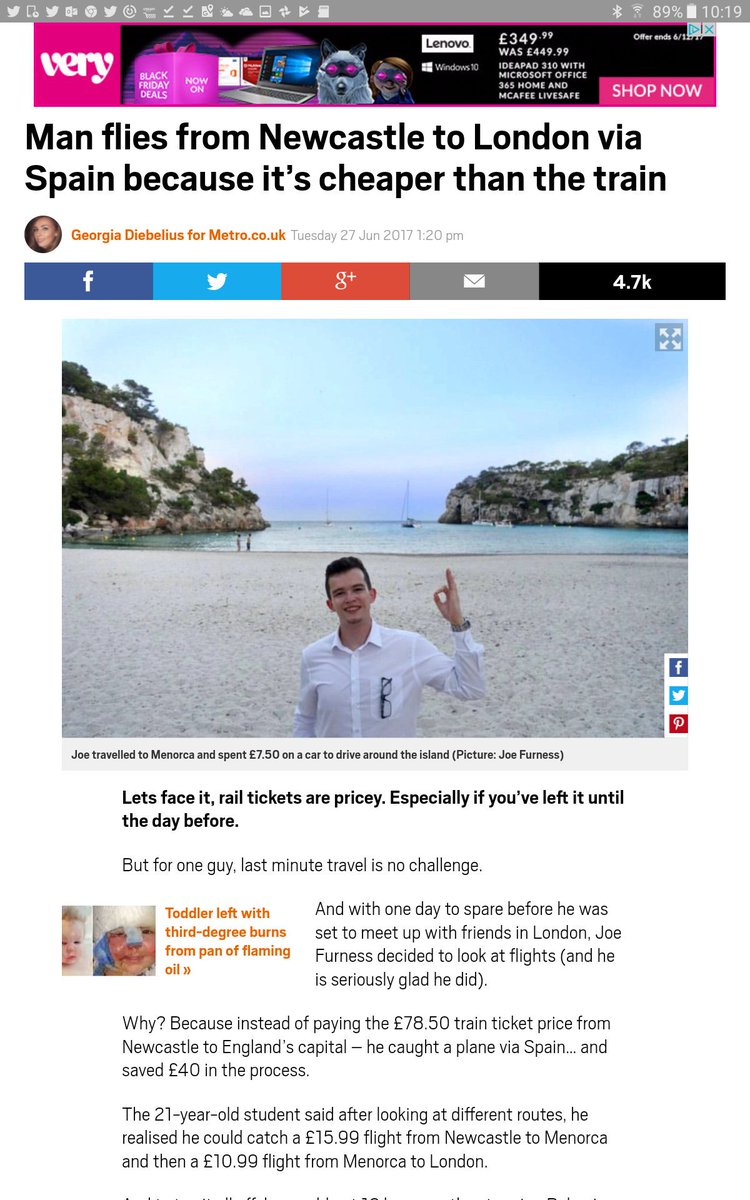 89% 10:19
very
BLACK
FRIDAY
DEALS
NOW
ON
Lenovo
Windows 10
£349.99
WAS £449.99
IDEAPAD 310 WITH
MICROSOFT OFFICE
365 HOME AND
MCAFEE LIVESAFE
SHOP NOW
Man flies from Newcastle to London via
Spain because it’s cheaper than the train
Georgia Diebelius for Metro.co.uk Tuesday 27 Jun 2017 1:20 pm
f g+ 4.7k
Joe travelled to Menorca and spent £7.50 on a car to drive around the island (Picture: Joe Furness)
Lets face it, rail tickets are pricey. Especially if you’ve left it until
the day before.
But for one guy, last minute travel is no challenge.
Toddler left with
third-degree burns
from pan of flaming
oil »
And with one day to spare before he was
set to meet up with friends in London, Joe
Furness decided to look at flights (and he
is seriously glad he did).
Why? Because instead of paying the £78.50 train ticket price from
Newcastle to England’s capital – he caught a plane via Spain… and
saved £40 in the process.
The 21-year-old student said after looking at different routes, he
realised he could catch a £15.99 flight from Newcastle to Menorca
and then a £10.99 flight from Menorca to London.